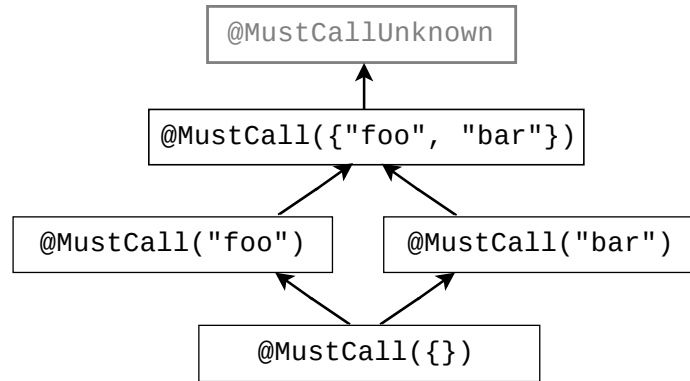 @MustCallUnknown
@MustCall({"foo", "bar"})
@MustCall("foo")
@MustCall("bar")
@MustCall({})